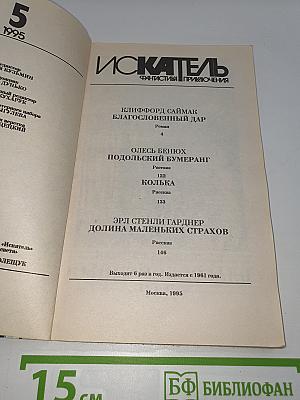 5
1995
ИСКАТЕЛЬ
ФАНТАСТИКА ПРИКЛЮЧЕНИЯ
КЛИФФОРД САЙМАК
БЛАГОСЛОВЕННЫЙ ДАР
Роман
4
ОЛЕСЬ БЕНЮХ
ПОДОЛЬСКИЙ БУМЕРАНГ
Рассказ
122
КОЛЬКА
Рассказ
133
ЭРЛ СТЕНЛИ ГАРДНЕР
ДОЛИНА МАЛЕНЬКИХ СТРАХОВ
Рассказ
146
Выходит 6 раз в год. Издается с 1961 года.
Москва, 1995
«Искатель»
15 см
БФ БИБЛИОФАН